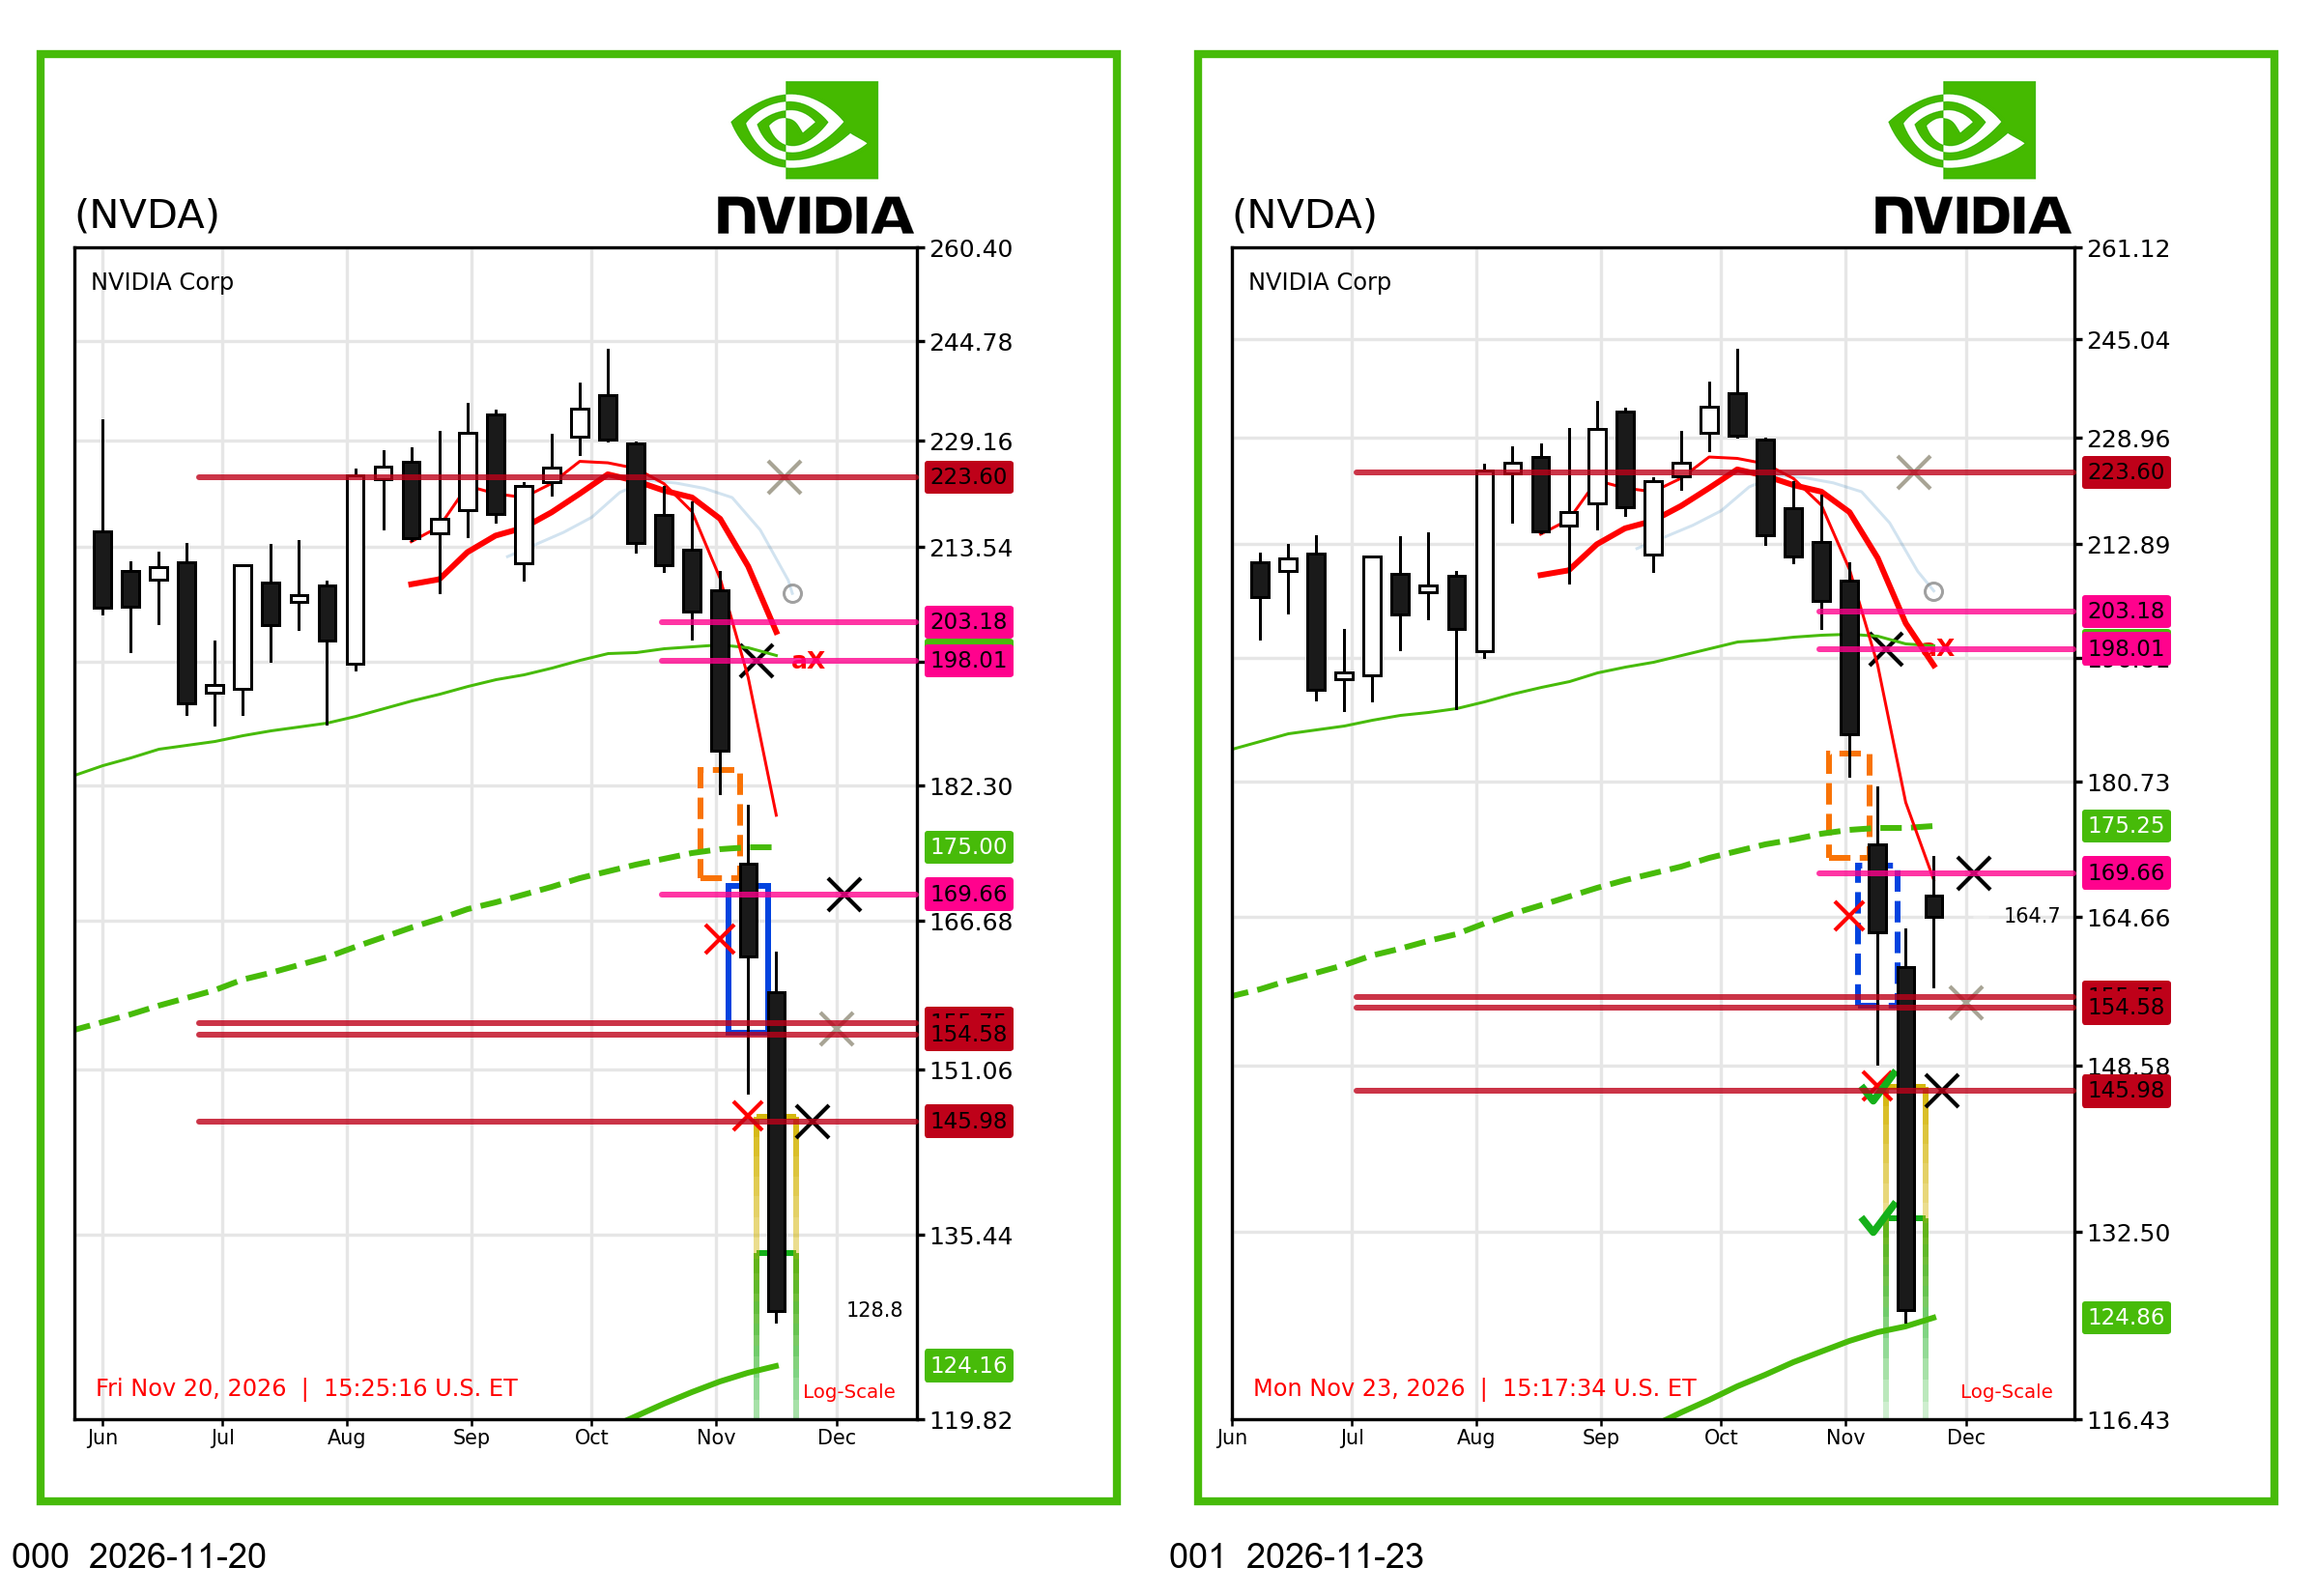 NVIDIA
(NVDA)
NVIDIA Corp
260.40
244.78
229.16
223.60
213.54
203.18
198.01
aX
182.30
175.00
169.66
166.68
154.58
151.06
145.98
135.44
128.8
124.16
119.82
Fri Nov 20, 2026 | 15:25:16 U.S. ET
Log-Scale
Jun Jul Aug Sep Oct Nov Dec
000 2026-11-20
NVIDIA
(NVDA)
NVIDIA Corp
261.12
245.04
228.96
223.60
212.89
203.18
198.01
aX
180.73
175.25
169.66
164.7
164.66
154.58
148.58
145.98
132.50
124.86
116.43
Mon Nov 23, 2026 | 15:17:34 U.S. ET
Log-Scale
Jun Jul Aug Sep Oct Nov Dec
001 2026-11-23